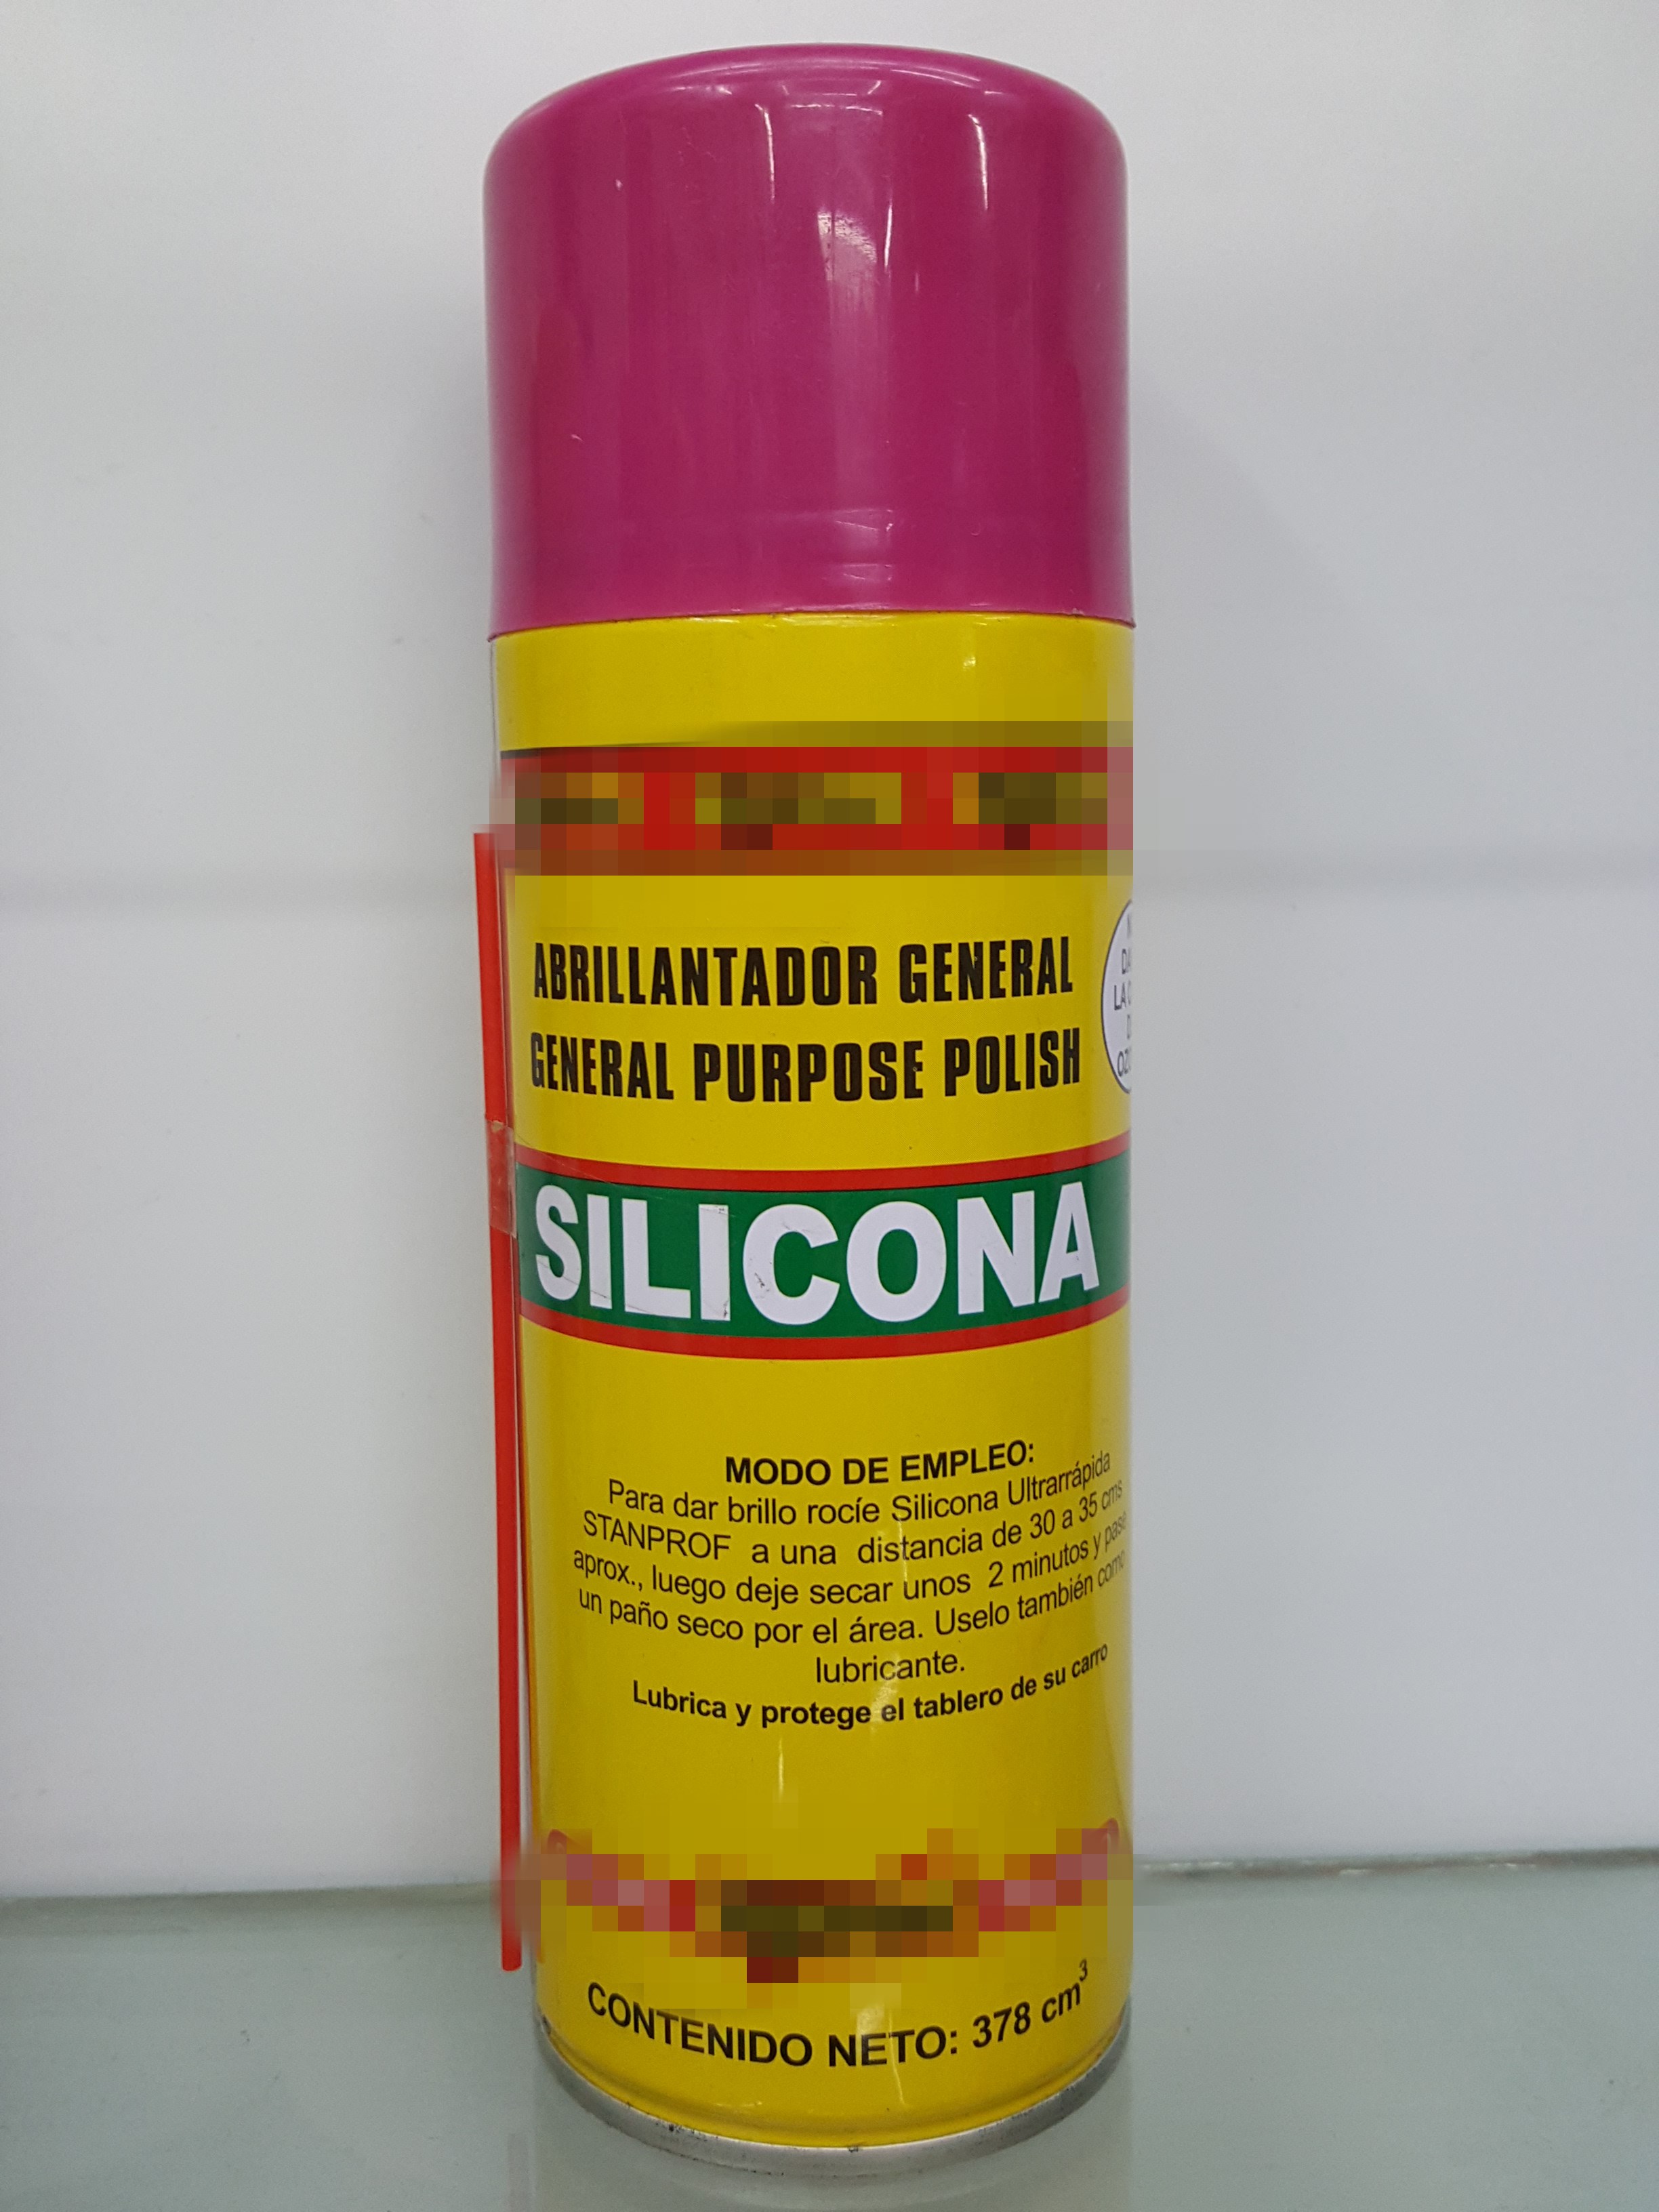 ABRILLANTADOR GENERAL
GENERAL PURPOSE POLISH
SILICONA
MODO DE EMPLEO:
Para dar brillo rocíe Silicona Ultrarrápida
STANPROF a una distancia de 30 a 35 cms
aprox., luego deje secar unos 2 minutos y pase
un paño seco por el área. Uselo también como
lubricante.
Lubrica y protege el tablero de su carro
CONTENIDO NETO: 378 cm³
LA